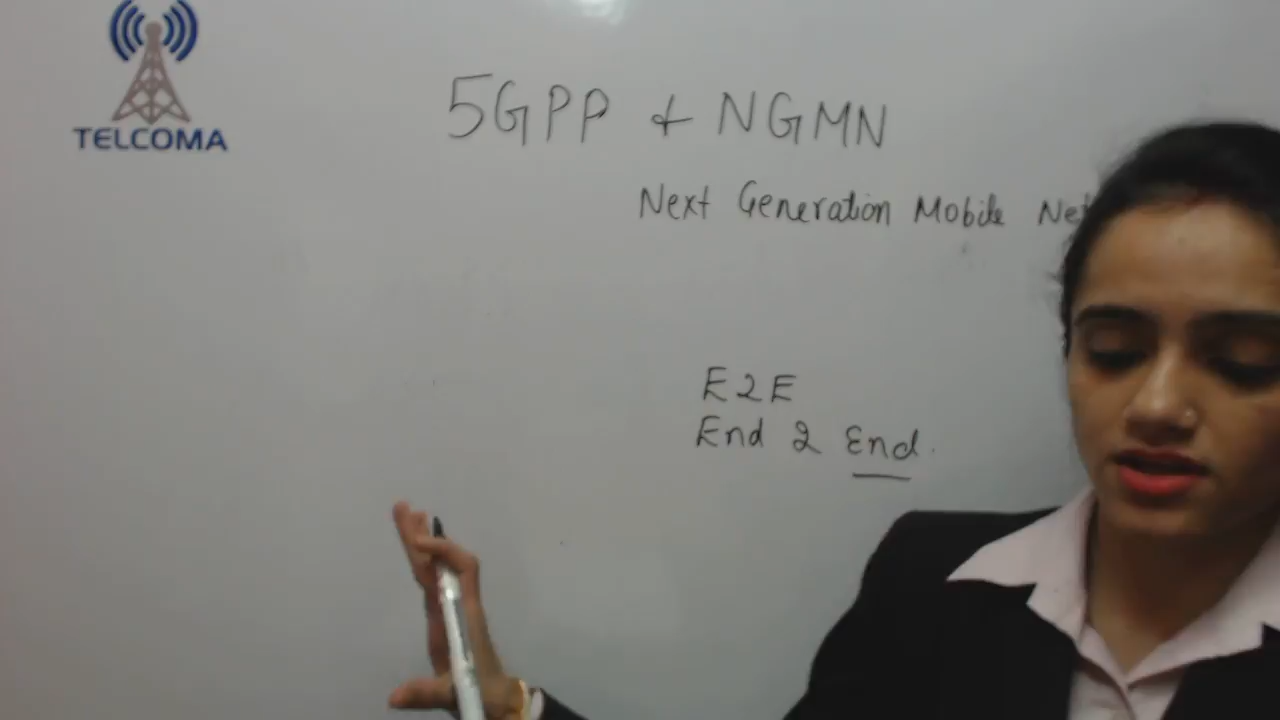 TELCOMA
5GPP & NGMN
Next Generation Mobile
E2E
End 2 End.